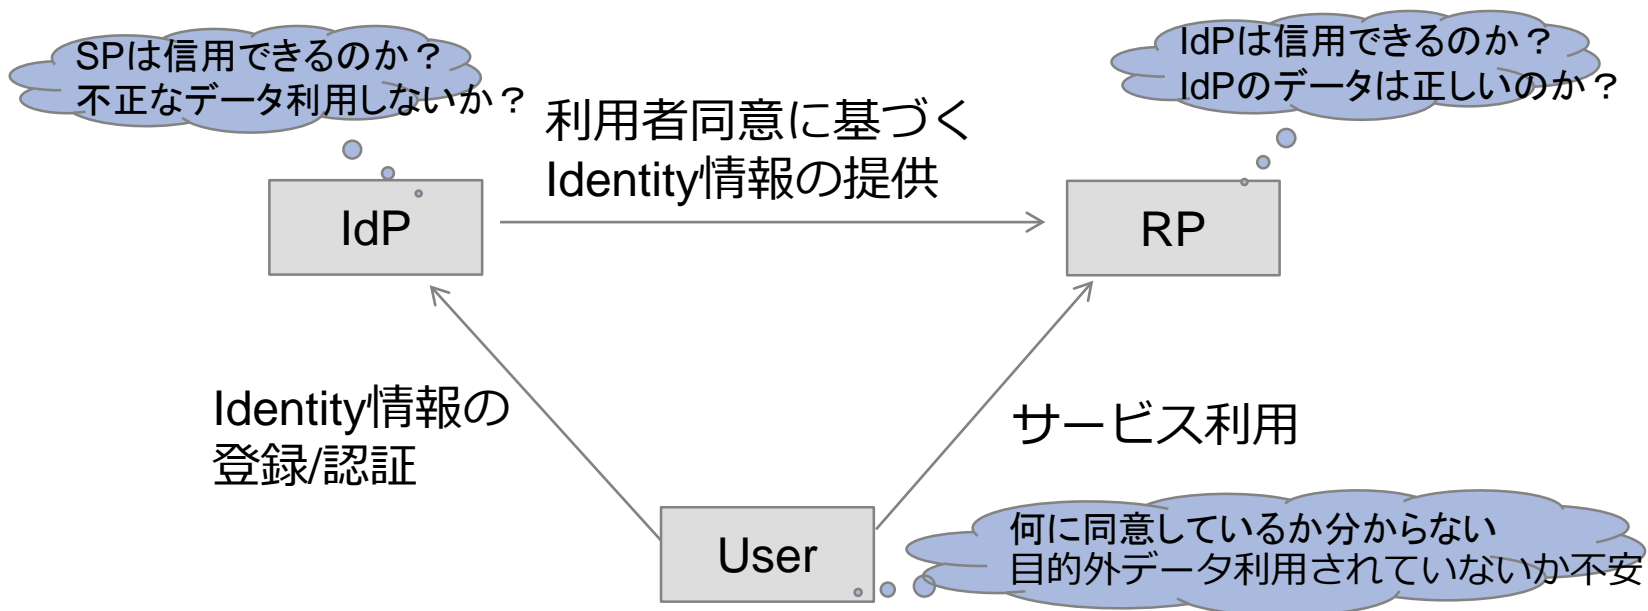 SPは信用できるのか？
不正なデータ利用しないか？
IdPは信用できるのか？
IdPのデータは正しいのか？
利用者同意に基づく
Identity情報の提供
IdP
RP
Identity情報の
登録/認証
サービス利用
User
何に同意しているか分からない
目的外データ利用されていないか不安